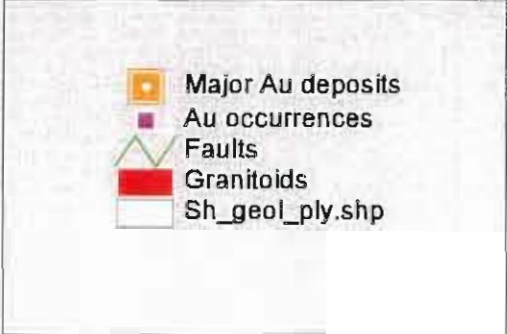 Major Au deposits
Au occurrences
Faults
Granitoids
Sh_geol_ply.shp